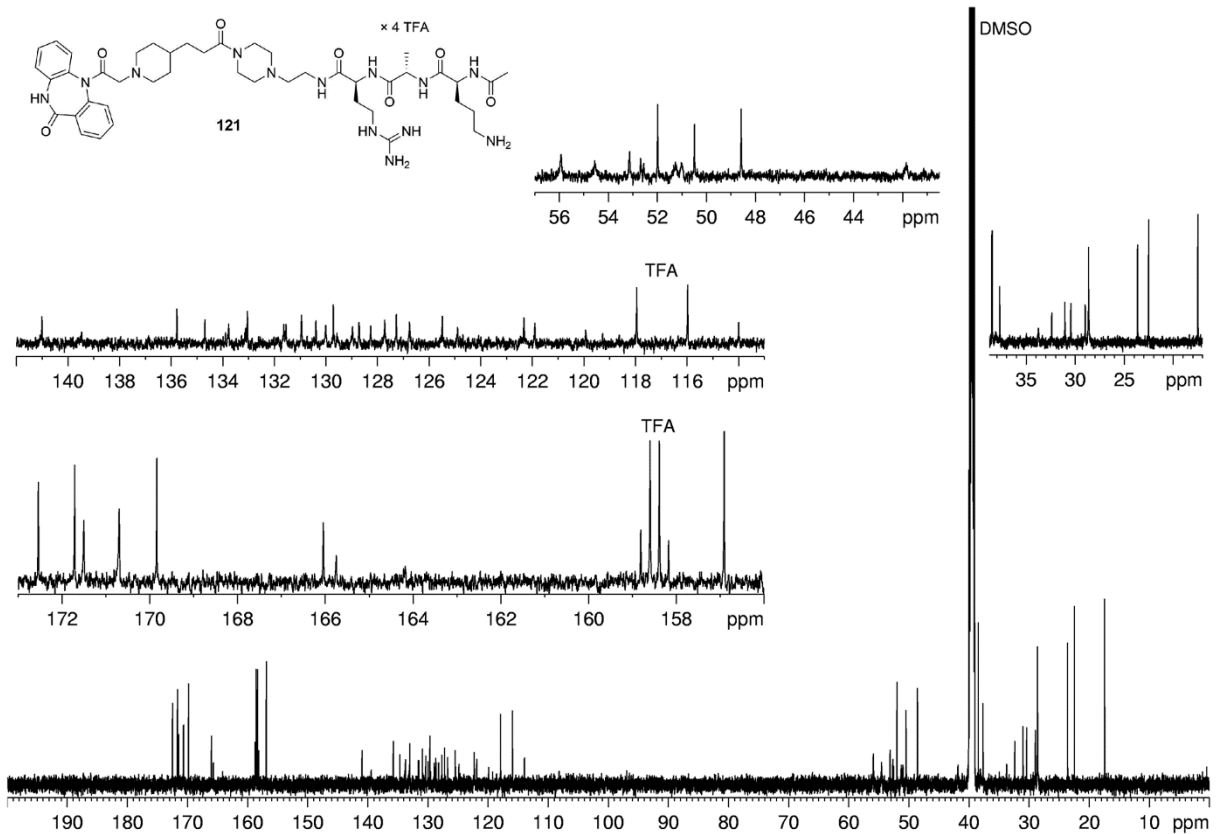 × 4 TFA
DMSO
O
O
N
O
H
N
O
H
N
N
N
N
N
H
O
N
H
O
NH
O
121
N
H
NH
NH2
NH2
56 54 52 50 48 46 44 ppm
TFA
140 138 136 134 132 130 128 126 124 122 120 118 116 ppm
35 30 25 ppm
TFA
172 170 168 166 164 162 160 158 ppm
190 180 170 160 150 140 130 120 110 100 90 80 70 60 50 40 30 20 10 ppm